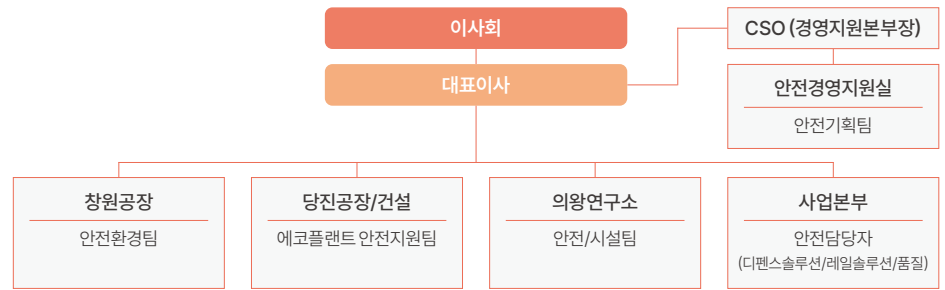 이사회
대표이사
CSO (경영지원본부장)
안전경영지원실
안전기획팀
창원공장
안전환경팀
당진공장/건설
에코플랜트 안전지원팀
의왕연구소
안전/시설팀
사업본부
안전담당자
(디펜스솔루션/레일솔루션/품질)